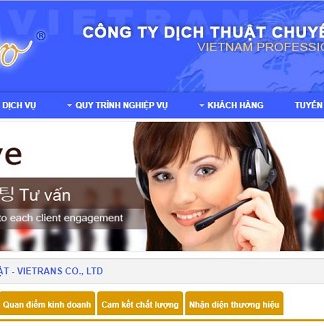 VIETRANS
®
CÔNG TY DỊCH THUẬT CHUYÊ
VIETNAM PROFESSIO
DỊCH VỤ QUY TRÌNH NGHIỆP VỤ KHÁCH HÀNG TUYỂN
ve
팅 Tư vấn
to each client engagement
ẬT - VIETRANS CO., LTD
Quan điểm kinh doanh Cam kết chất lượng Nhận diện thương hiệu